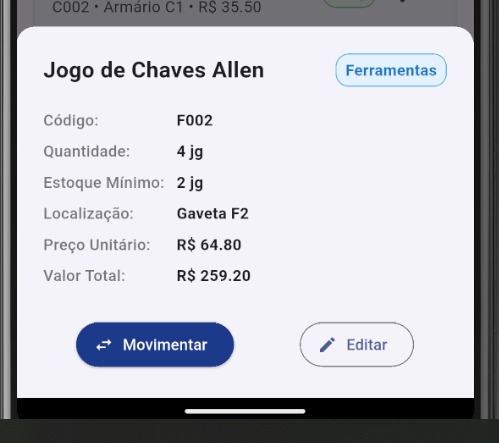 C002 • Armário C1 • R$ 35.50
Jogo de Chaves Allen
Ferramentas
Código: F002
Quantidade: 4 jg
Estoque Mínimo: 2 jg
Localização: Gaveta F2
Preço Unitário: R$ 64.80
Valor Total: R$ 259.20
Movimentar
Editar